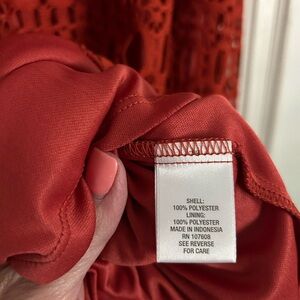 SHELL:
100% POLYESTER
LINING:
100% POLYESTER
MADE IN INDONESIA
RN 107608
SEE REVERSE
FOR CARE